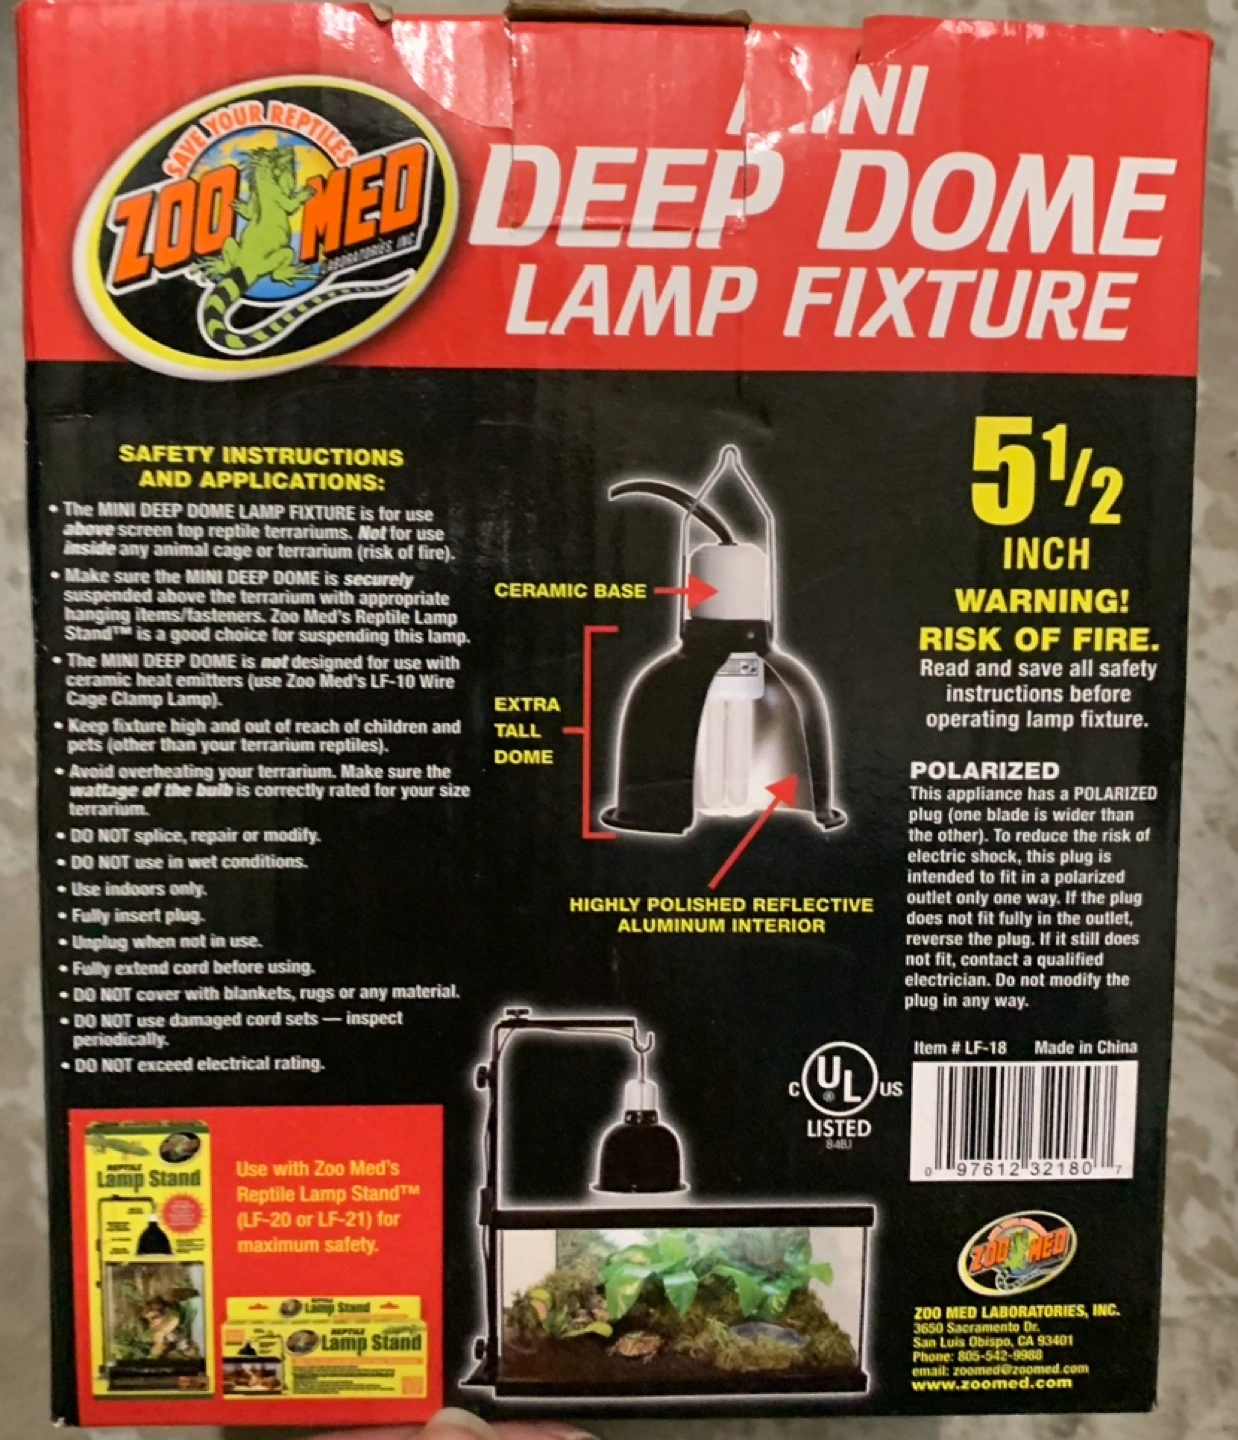 SAVE YOUR REPTILES
ZOO MED
LABORATORIES, INC.
DEEP DOME
LAMP FIXTURE
SAFETY INSTRUCTIONS
AND APPLICATIONS:
• The MINI DEEP DOME LAMP FIXTURE is for use
above screen top reptile terrariums. Not for use
inside any animal cage or terrarium (risk of fire).
• Make sure the MINI DEEP DOME is securely
suspended above the terrarium with appropriate
hanging items/fasteners. Zoo Med's Reptile Lamp
Stand™ is a good choice for suspending this lamp.
• The MINI DEEP DOME is not designed for use with
ceramic heat emitters (use Zoo Med's LF-10 Wire
Cage Clamp Lamp).
• Keep fixture high and out of reach of children and
pets (other than your terrarium reptiles).
• Avoid overheating your terrarium. Make sure the
wattage of the bulb is correctly rated for your size
terrarium.
• DO NOT splice, repair or modify.
• DO NOT use in wet conditions.
• Use indoors only.
• Fully insert plug.
• Unplug when not in use.
• Fully extend cord before using.
• DO NOT cover with blankets, rugs or any material.
• DO NOT use damaged cord sets — inspect
periodically.
• DO NOT exceed electrical rating.
CERAMIC BASE
EXTRA
TALL
DOME
HIGHLY POLISHED REFLECTIVE
ALUMINUM INTERIOR
5 1/2
INCH
WARNING!
RISK OF FIRE.
Read and save all safety
instructions before
operating lamp fixture.
POLARIZED
This appliance has a POLARIZED
plug (one blade is wider than
the other). To reduce the risk of
electric shock, this plug is
intended to fit in a polarized
outlet only one way. If the plug
does not fit fully in the outlet,
reverse the plug. If it still does
not fit, contact a qualified
electrician. Do not modify the
plug in any way.
Item # LF-18 Made in China
C UL ® US
LISTED
84BJ
0 97612 32180 7
REPTILE
Lamp Stand
Use with Zoo Med's
Reptile Lamp Stand™
(LF-20 or LF-21) for
maximum safety.
REPTILE
Lamp Stand
REPTILE
Lamp Stand
ZOO MED
ZOO MED LABORATORIES, INC.
3650 Sacramento Dr.
San Luis Obispo, CA 93401
Phone: 805-542-9988
email: zoomed@zoomed.com
www.zoomed.com